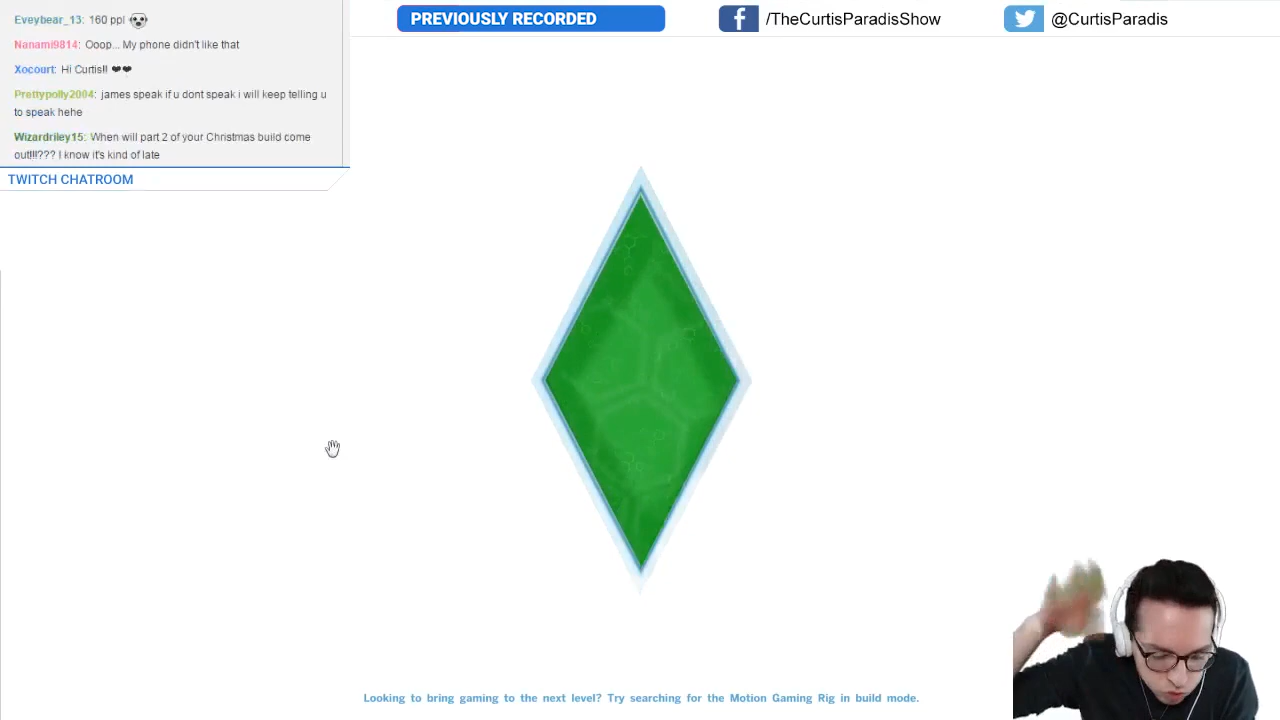 Eveybear_13: 160 ppl
Nanami9814: Ooop... My phone didn't like that
Xocourt: Hi Curtis!! ❤❤
Prettypolly2004: james speak if u dont speak i will keep telling u
to speak hehe
Wizardriley15: When will part 2 of your Christmas build come
out!!!??? I know it's kind of late
TWITCH CHATROOM
PREVIOUSLY RECORDED
/TheCurtisParadisShow
@CurtisParadis
Looking to bring gaming to the next level? Try searching for the Motion Gaming Rig in build mode.